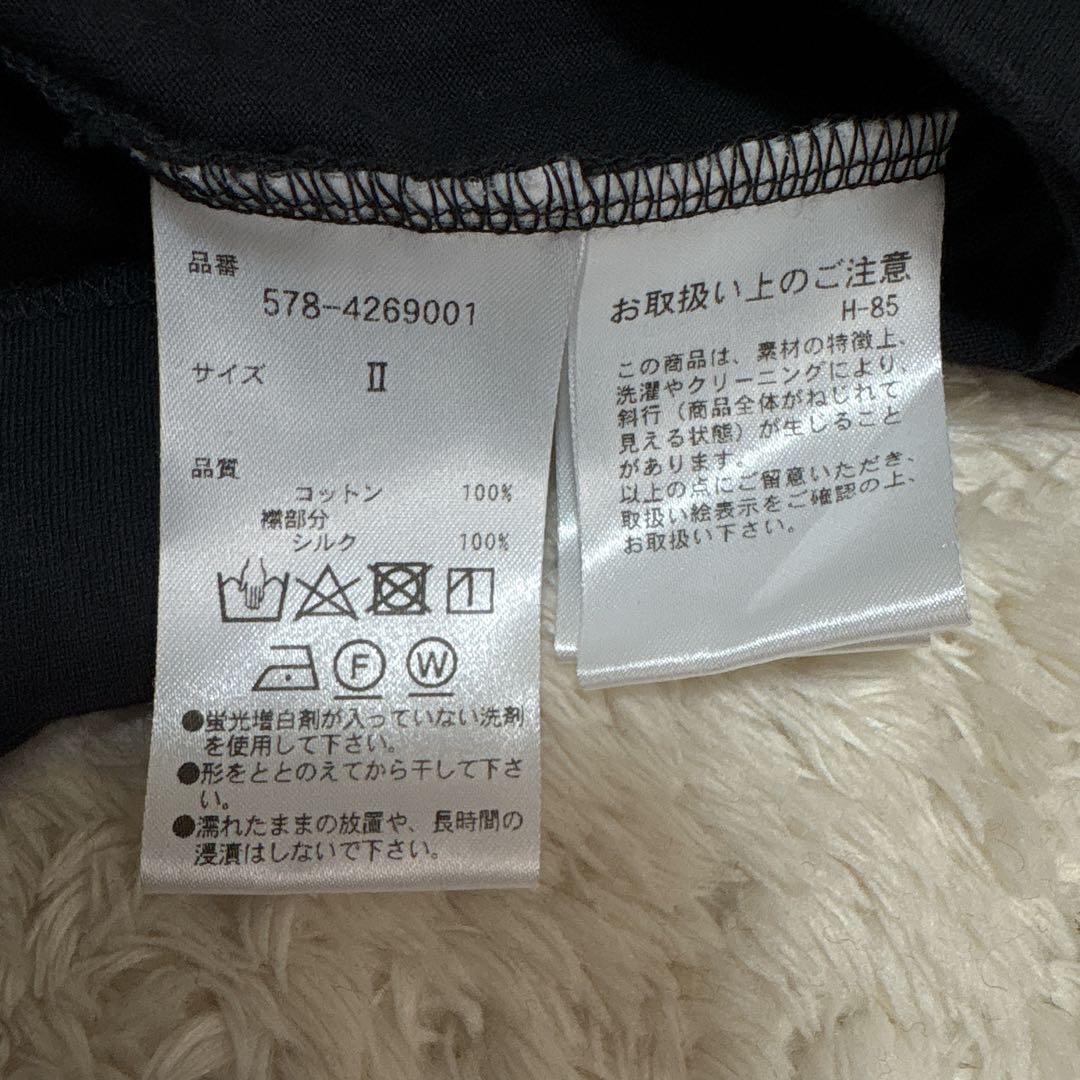 品番
578-4269001
サイズ II
品質
コットン 100%
襟部分
シルク 100%
F W
●蛍光増白剤が入っていない洗剤
を使用して下さい。
●形をととのえてから干して下さ
い。
●濡れたままの放置や、長時間の
浸漬はしないで下さい。
お取扱い上のご注意
H-85
この商品は、素材の特徴上、
洗濯やクリーニングにより、
斜行（商品全体がねじれて
見える状態）が生じること
があります。
以上の点にご留意いただき、
取扱い絵表示をご確認の上、
お取扱い下さい。